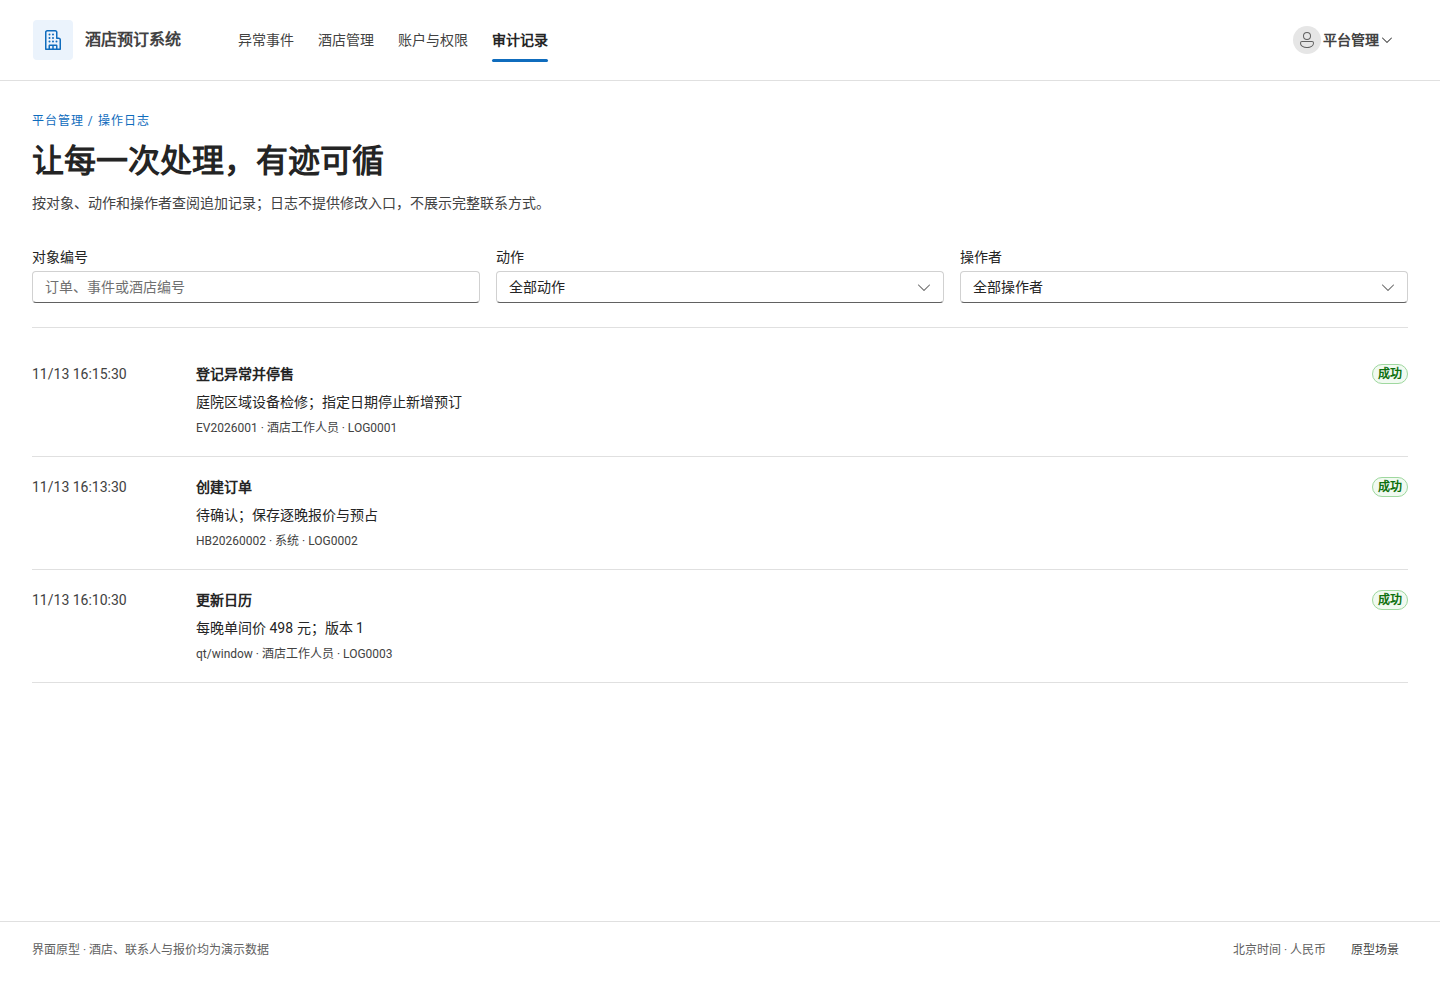 酒店预订系统
异常事件 酒店管理 账户与权限 审计记录
平台管理
平台管理 / 操作日志
让每一次处理，有迹可循
按对象、动作和操作者查阅追加记录；日志不提供修改入口，不展示完整联系方式。
对象编号 动作 操作者
订单、事件或酒店编号 全部动作 全部操作者
11/13 16:15:30 登记异常并停售 成功
庭院区域设备检修；指定日期停止新增预订
EV2026001 · 酒店工作人员 · LOG0001
11/13 16:13:30 创建订单 成功
待确认；保存逐晚报价与预占
HB20260002 · 系统 · LOG0002
11/13 16:10:30 更新日历 成功
每晚单间价 498 元；版本 1
qt/window · 酒店工作人员 · LOG0003
界面原型 · 酒店、联系人与报价均为演示数据 北京时间 · 人民币 原型场景